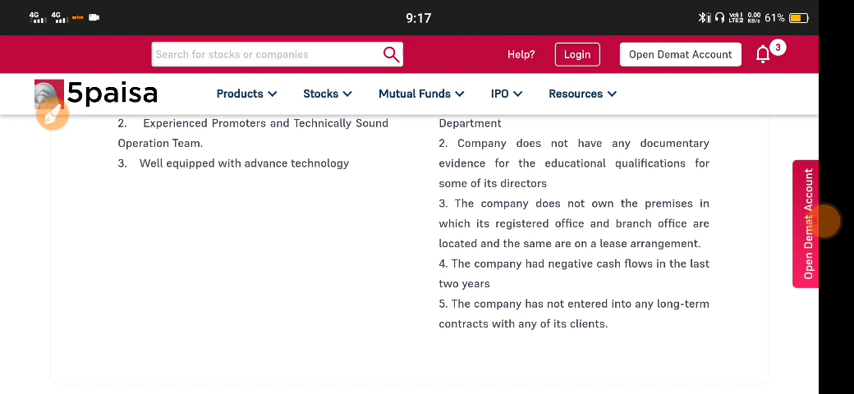 4G 4G 9:17 61%
Search for stocks or companies Help? Login Open Demat Account 3
5paisa Products Stocks Mutual Funds IPO Resources
2. Experienced Promoters and Technically Sound
Operation Team.
3. Well equipped with advance technology
Department
2. Company does not have any documentary
evidence for the educational qualifications for
some of its directors
3. The company does not own the premises in
which its registered office and branch office are
located and the same are on a lease arrangement.
4. The company had negative cash flows in the last
two years
5. The company has not entered into any long-term
contracts with any of its clients.
Open Demat Account